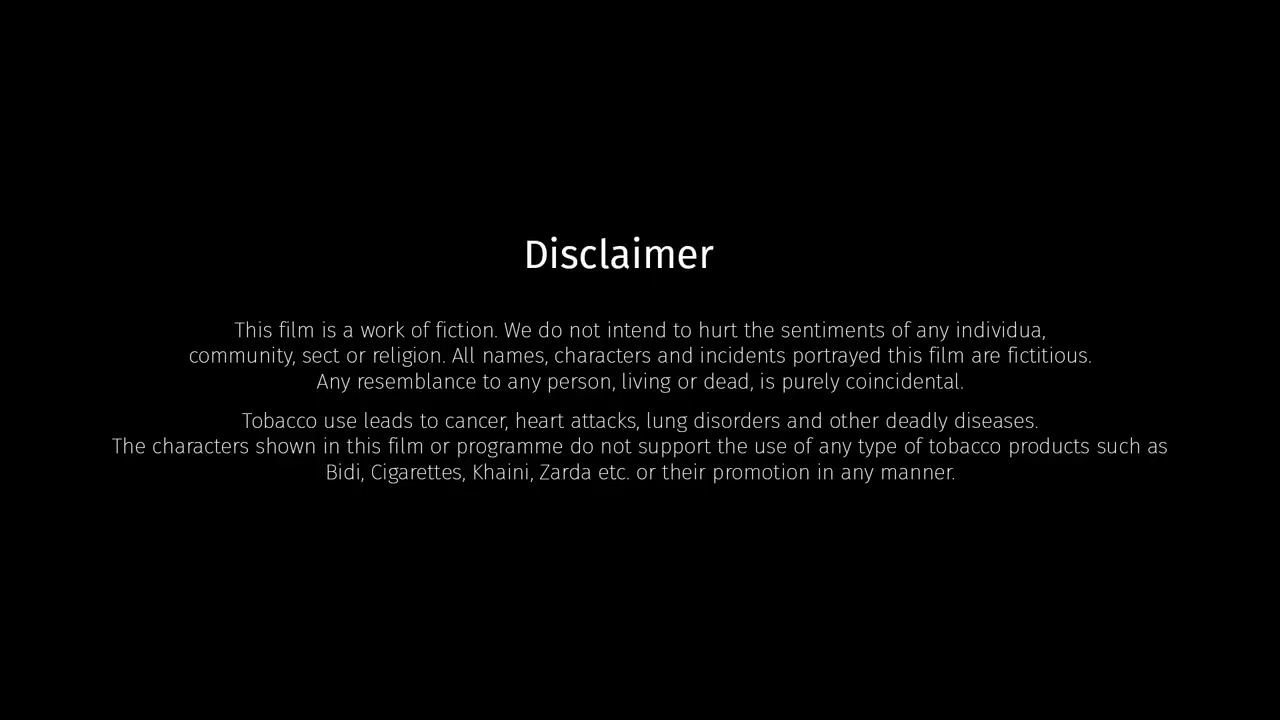 Disclaimer
This film is a work of fiction. We do not intend to hurt the sentiments of any individua,
community, sect or religion. All names, characters and incidents portrayed this film are fictitious.
Any resemblance to any person, living or dead, is purely coincidental.
Tobacco use leads to cancer, heart attacks, lung disorders and other deadly diseases.
The characters shown in this film or programme do not support the use of any type of tobacco products such as
Bidi, Cigarettes, Khaini, Zarda etc. or their promotion in any manner.